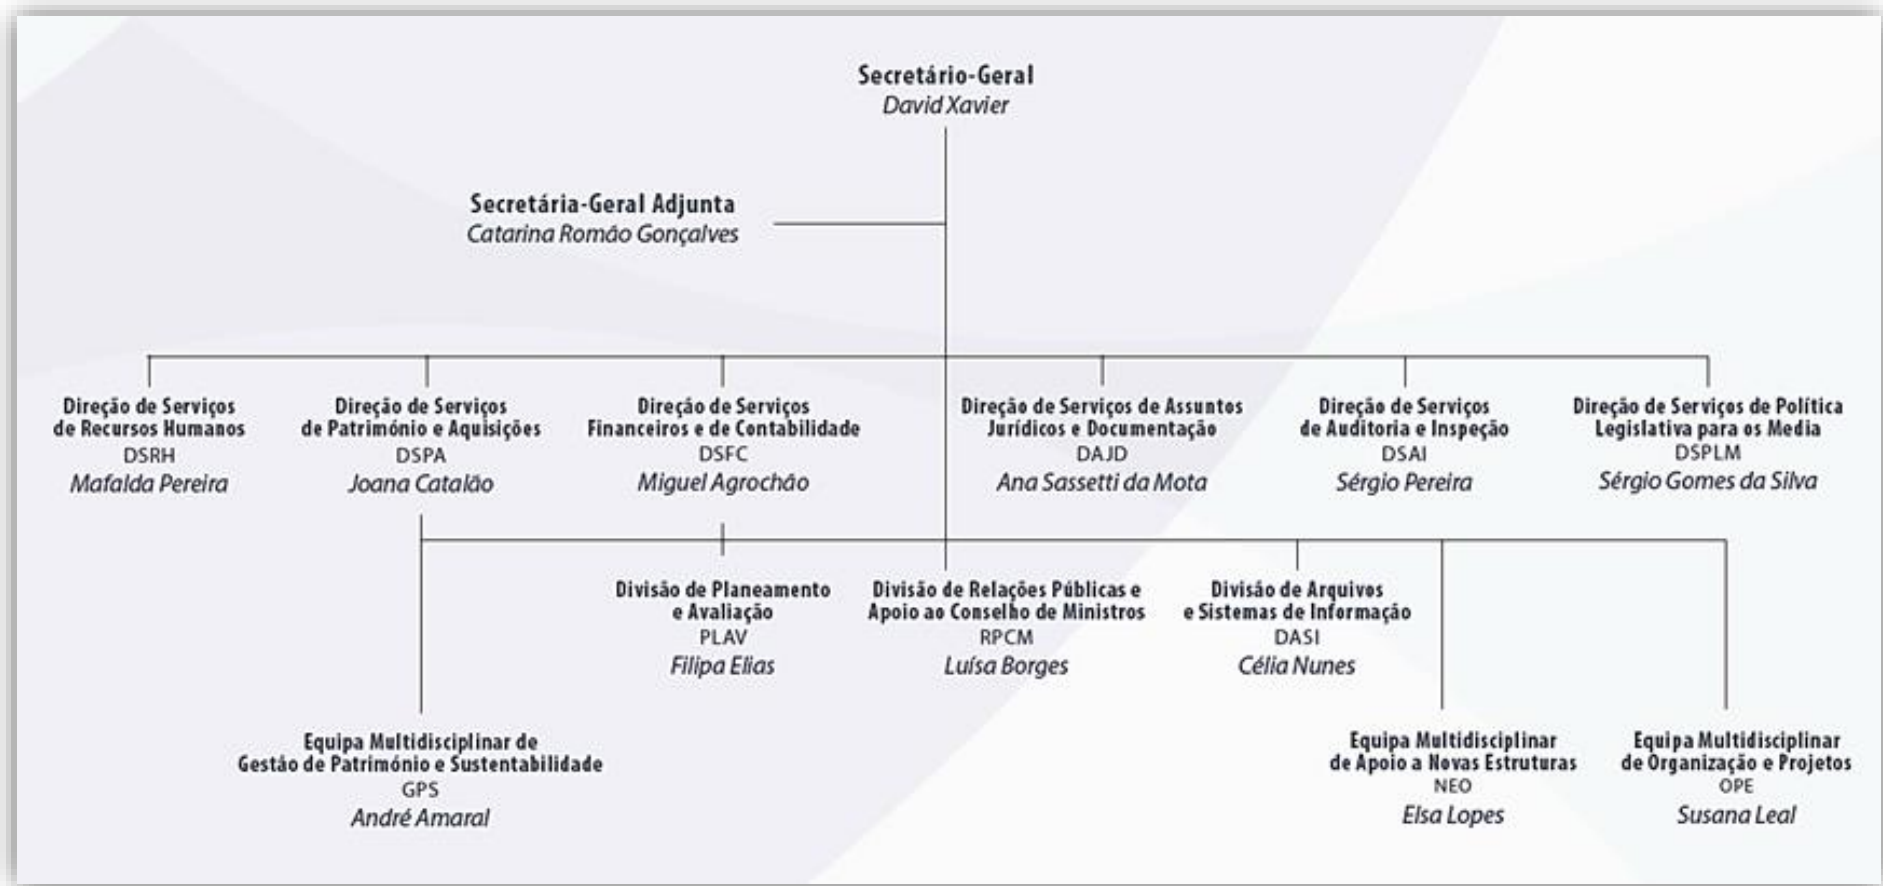 Secretário-Geral
David Xavier
Secretária-Geral Adjunta
Catarina Romão Gonçalves
Direção de Serviços
de Recursos Humanos
DSRH
Mafalda Pereira
Direção de Serviços
de Património e Aquisições
DSPA
Joana Catalão
Direção de Serviços
Financeiros e de Contabilidade
DSFC
Miguel Agrochão
Direção de Serviços de Assuntos
Jurídicos e Documentação
DAJD
Ana Sassetti da Mota
Direção de Serviços
de Auditoria e Inspeção
DSAI
Sérgio Pereira
Direção de Serviços de Política
Legislativa para os Media
DSPLM
Sérgio Gomes da Silva
Divisão de Planeamento
e Avaliação
PLAV
Filipa Elias
Divisão de Relações Públicas e
Apoio ao Conselho de Ministros
RPCM
Luísa Borges
Divisão de Arquivos
e Sistemas de Informação
DASI
Célia Nunes
Equipa Multidisciplinar de
Gestão de Património e Sustentabilidade
GPS
André Amaral
Equipa Multidisciplinar
de Apoio a Novas Estruturas
NEO
Elsa Lopes
Equipa Multidisciplinar
de Organização e Projetos
OPE
Susana Leal